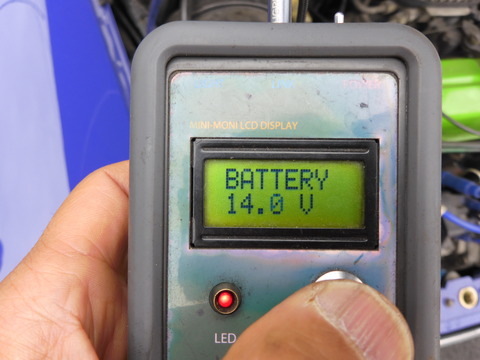 MINI-MONI LCD DISPLAY
BATTERY
14.0 V
LED